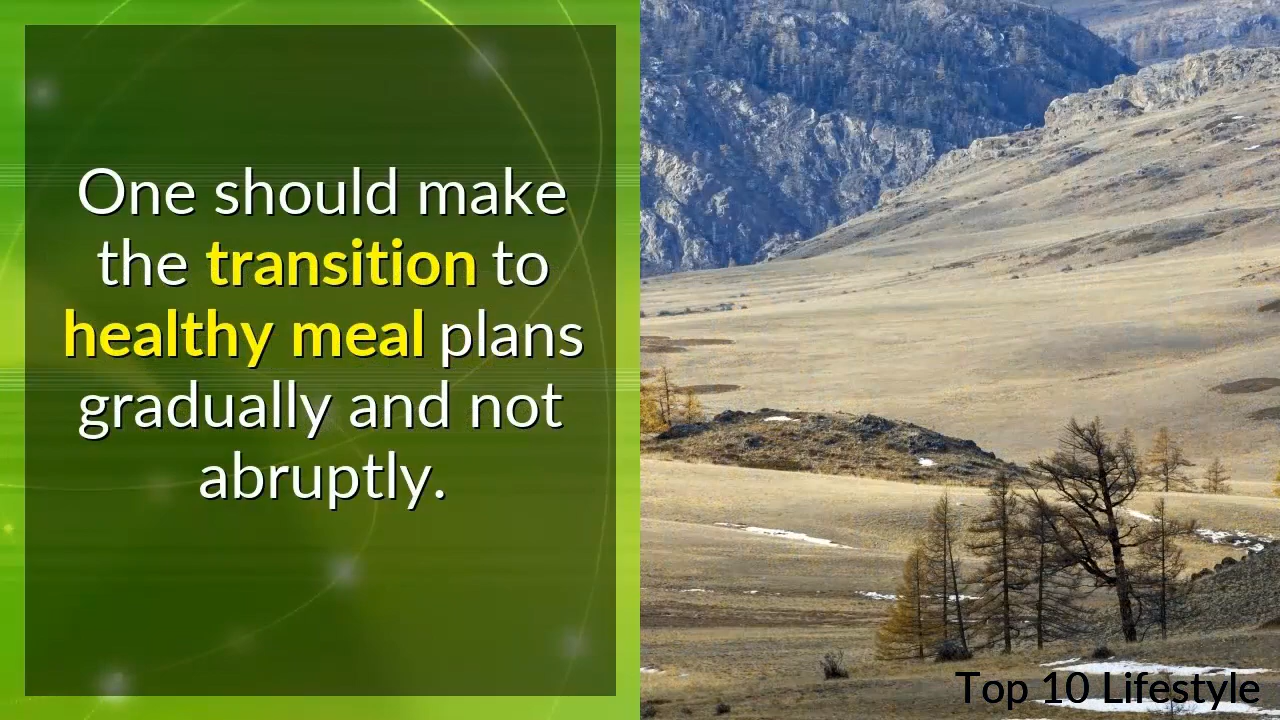 One should make
the transition to
healthy meal plans
gradually and not
abruptly.
Top 10 Lifestyle